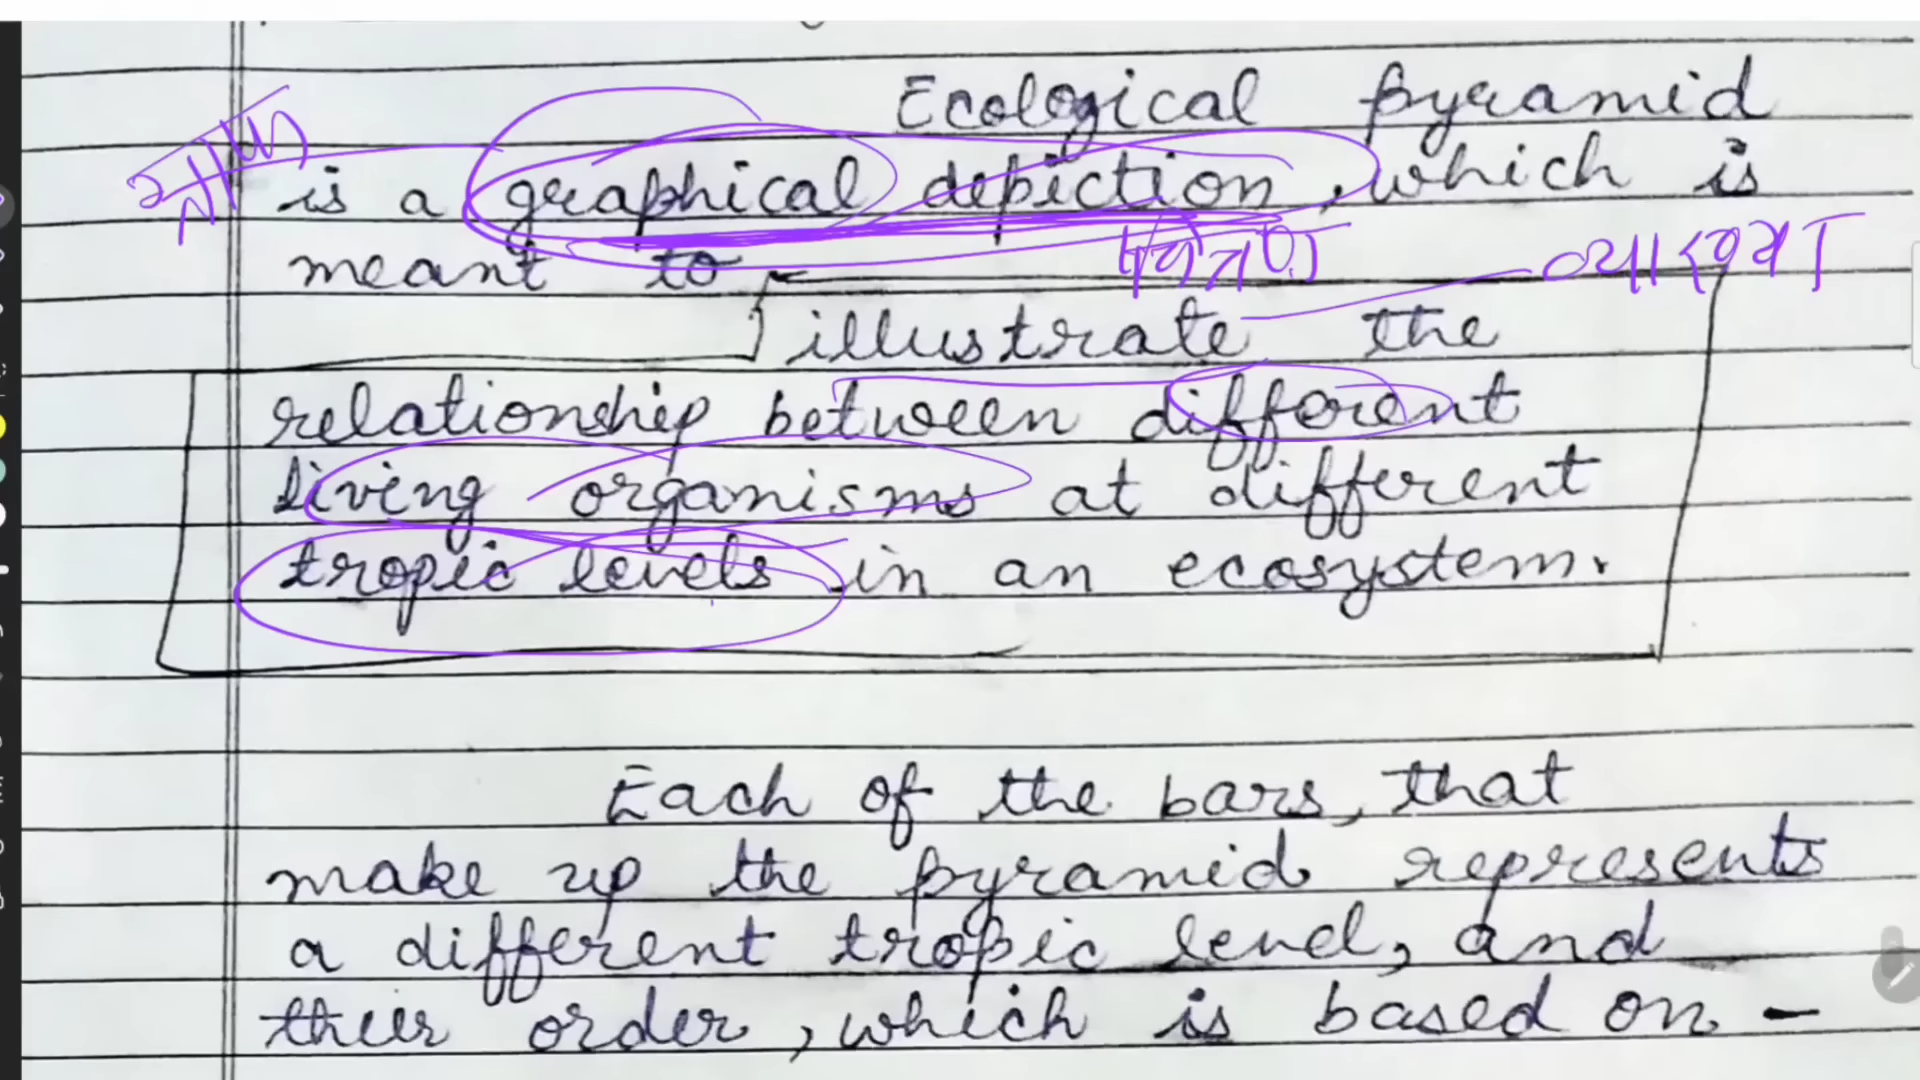 Ecological pyramid
is a graphical depiction, which is
meant to
illustrate the
relationship between different
living organisms at different
tropic levels in an ecosystem.
Each of the bars, that
make up the pyramid represents
a different tropic level, and
their order, which is based on -